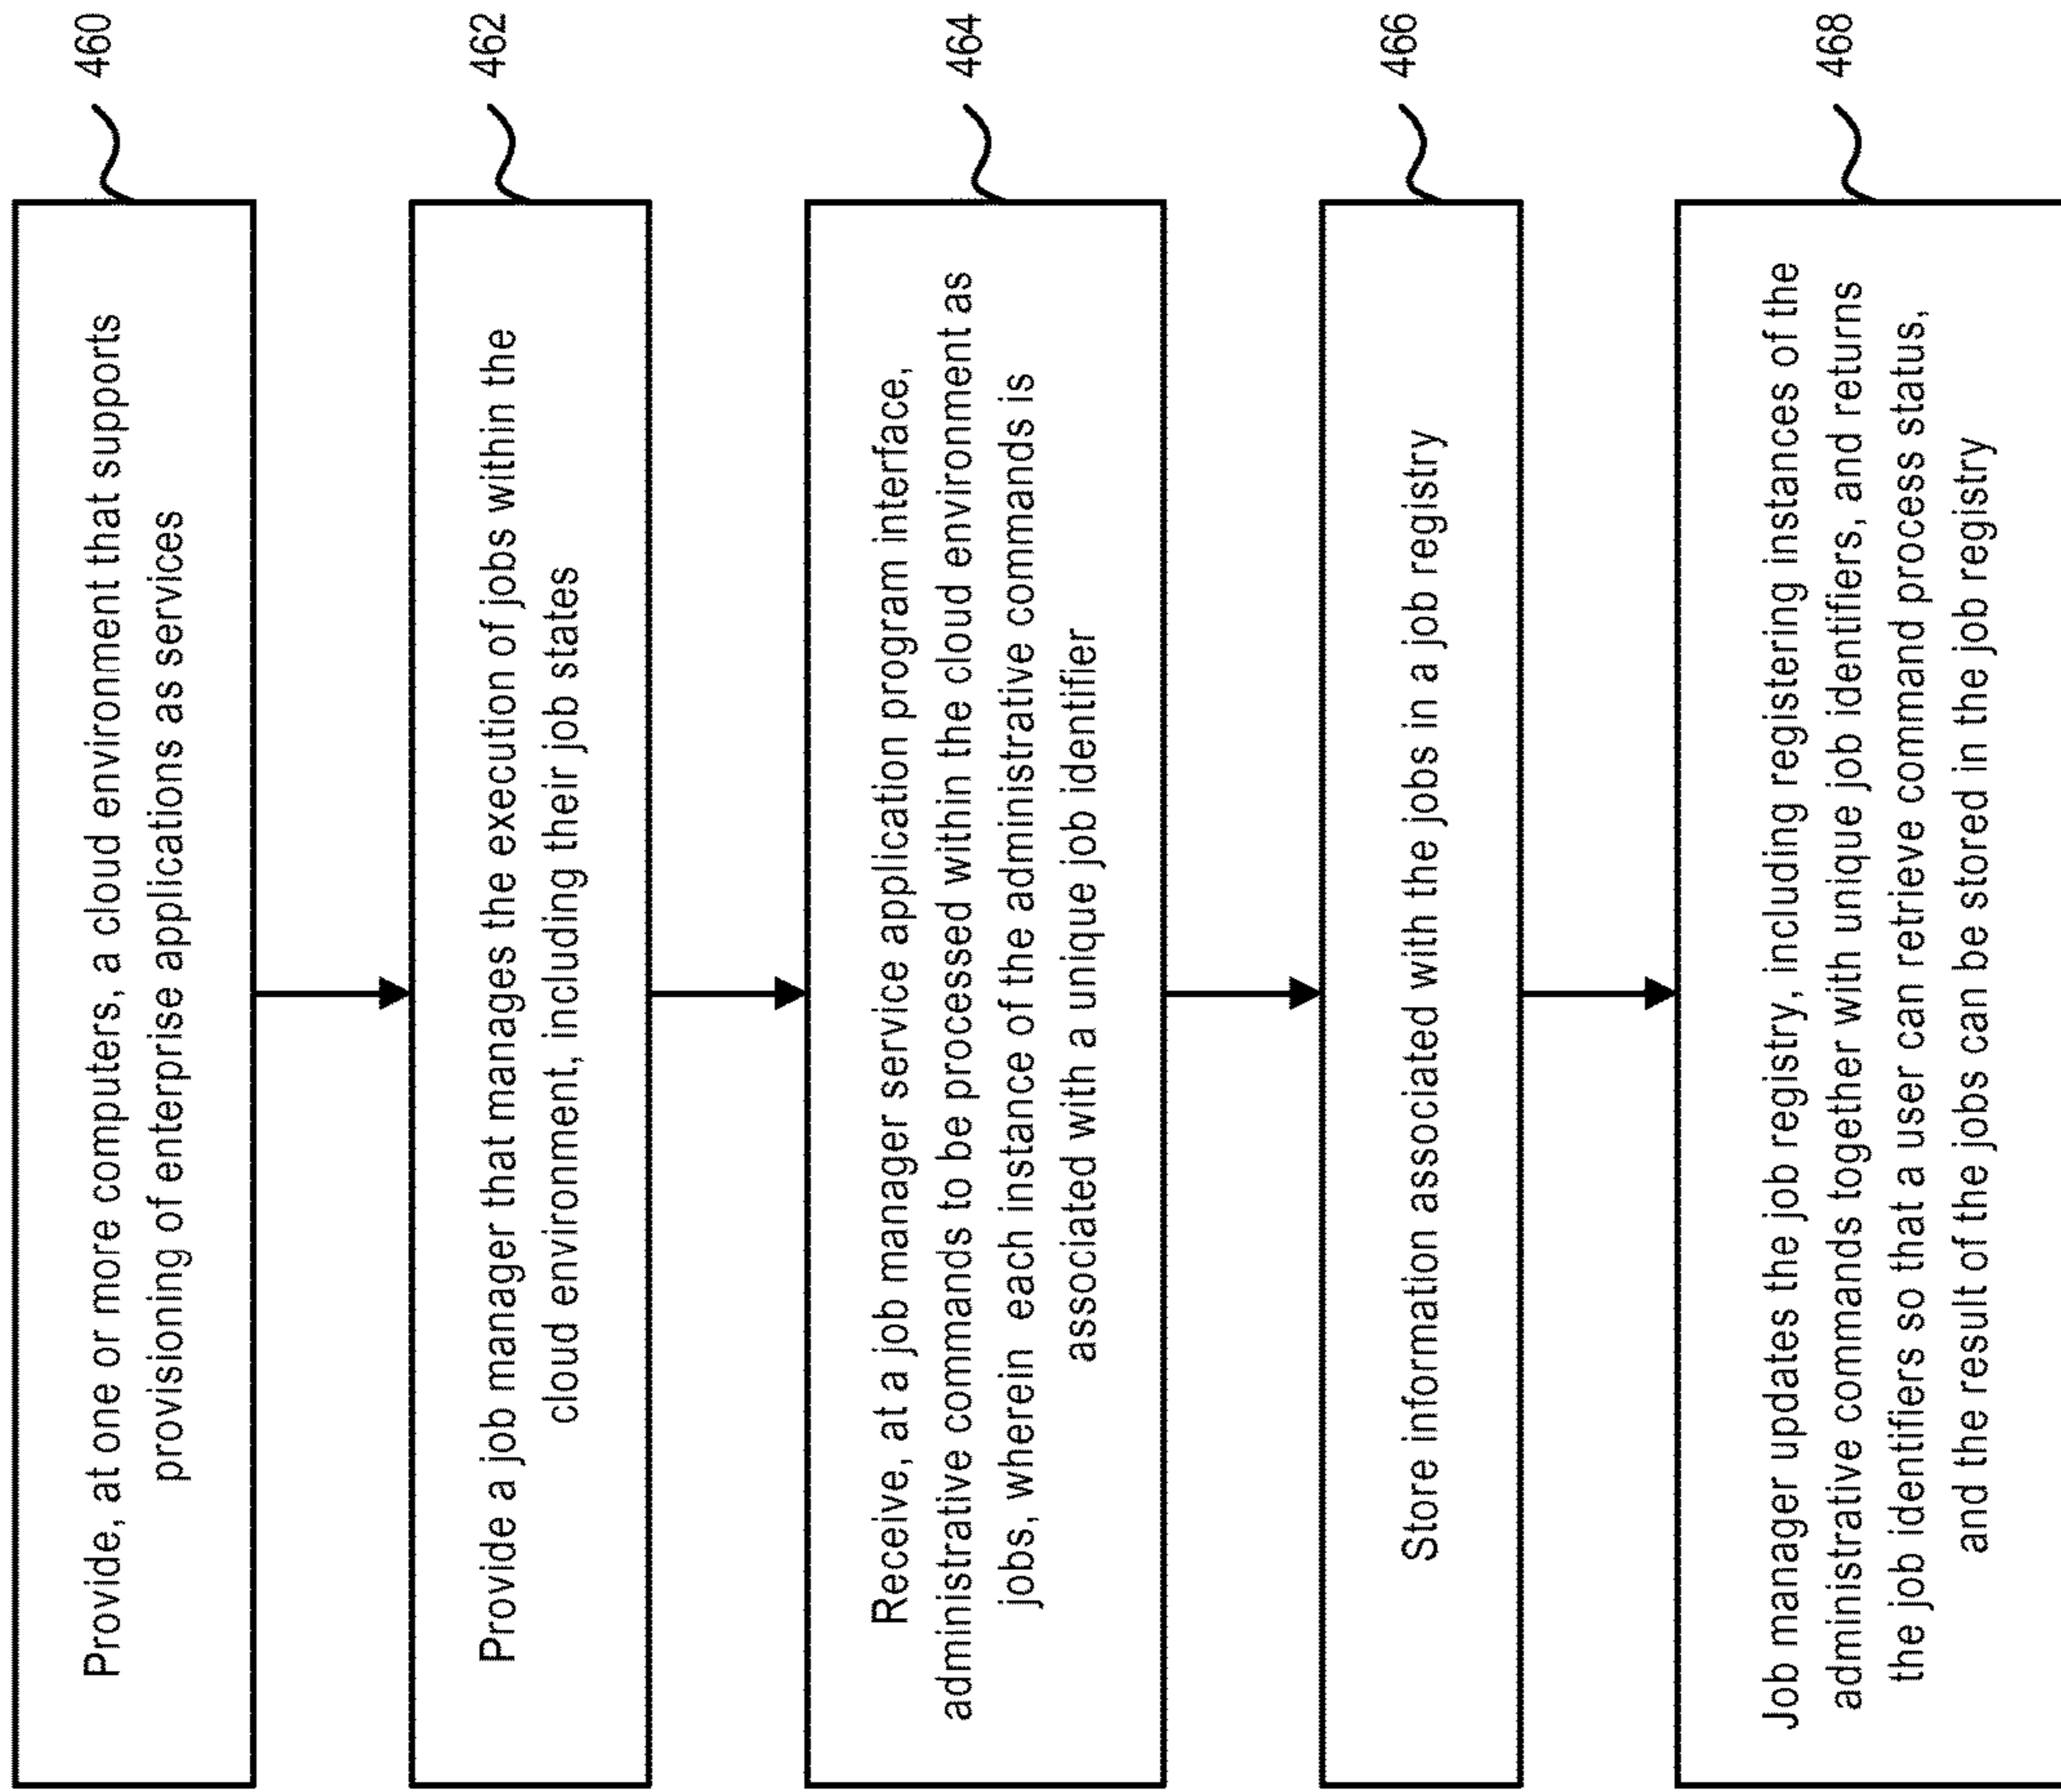 460
Provide, at one or more computers, a cloud environment that supports
provisioning of enterprise applications as services
462
Provide a job manager that manages the execution of jobs within the
cloud environment, including their job states
464
Receive, at a job manager service application program interface,
administrative commands to be processed within the cloud environment as
jobs, wherein each instance of the administrative commands is
associated with a unique job identifier
466
Store information associated with the jobs in a job registry
468
Job manager updates the job registry, including registering instances of the
administrative commands together with unique job identifiers, and returns
the job identifiers so that a user can retrieve command process status,
and the result of the jobs can be stored in the job registry